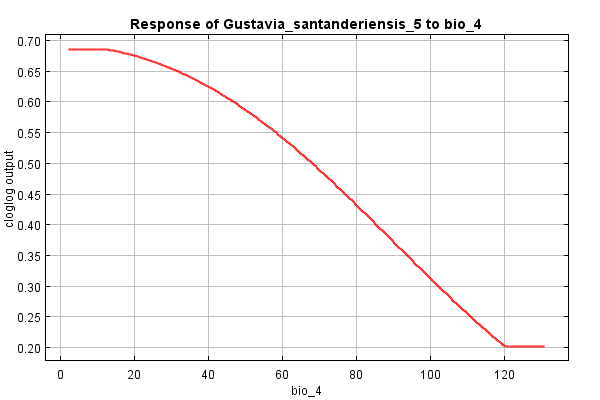 Response of Gustavia_santanderiensis_5 to bio_4
0.70
0.65
0.60
0.55
0.50
0.45
0.40
0.35
0.30
0.25
0.20
cloglog output
0 20 40 60 80 100 120
bio_4